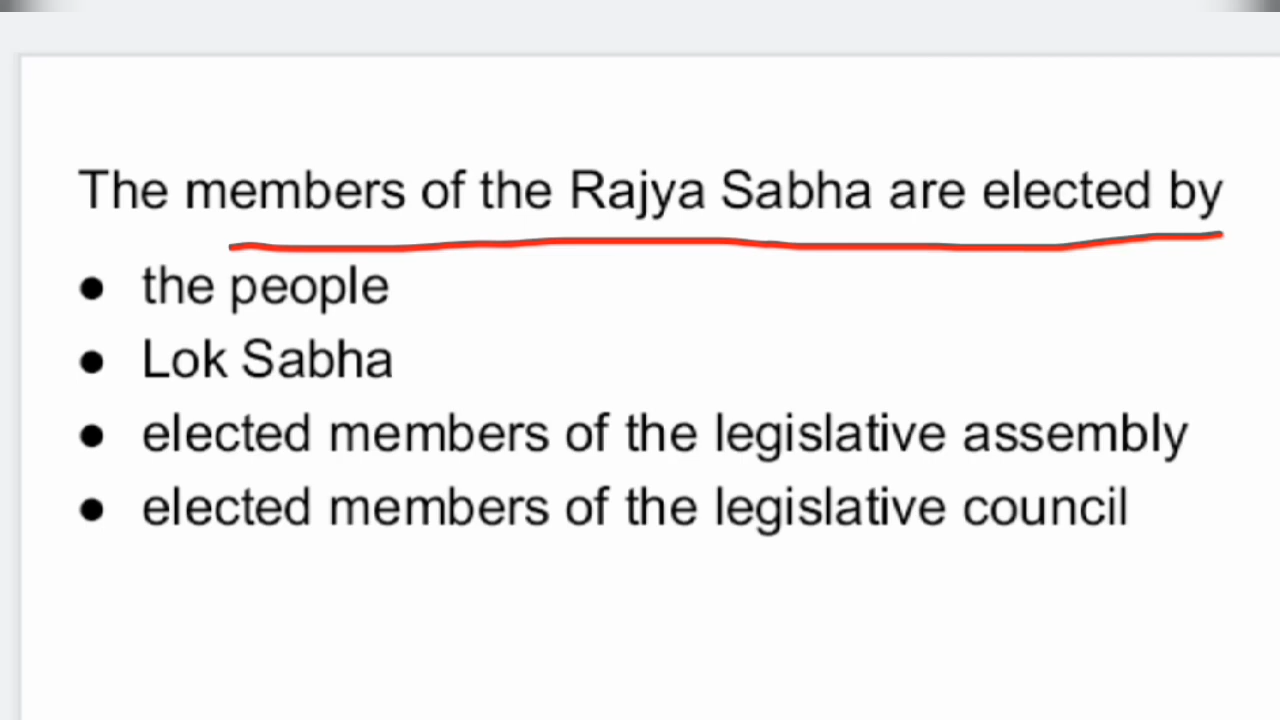 The members of the Rajya Sabha are elected by
● the people
● Lok Sabha
● elected members of the legislative assembly
● elected members of the legislative council